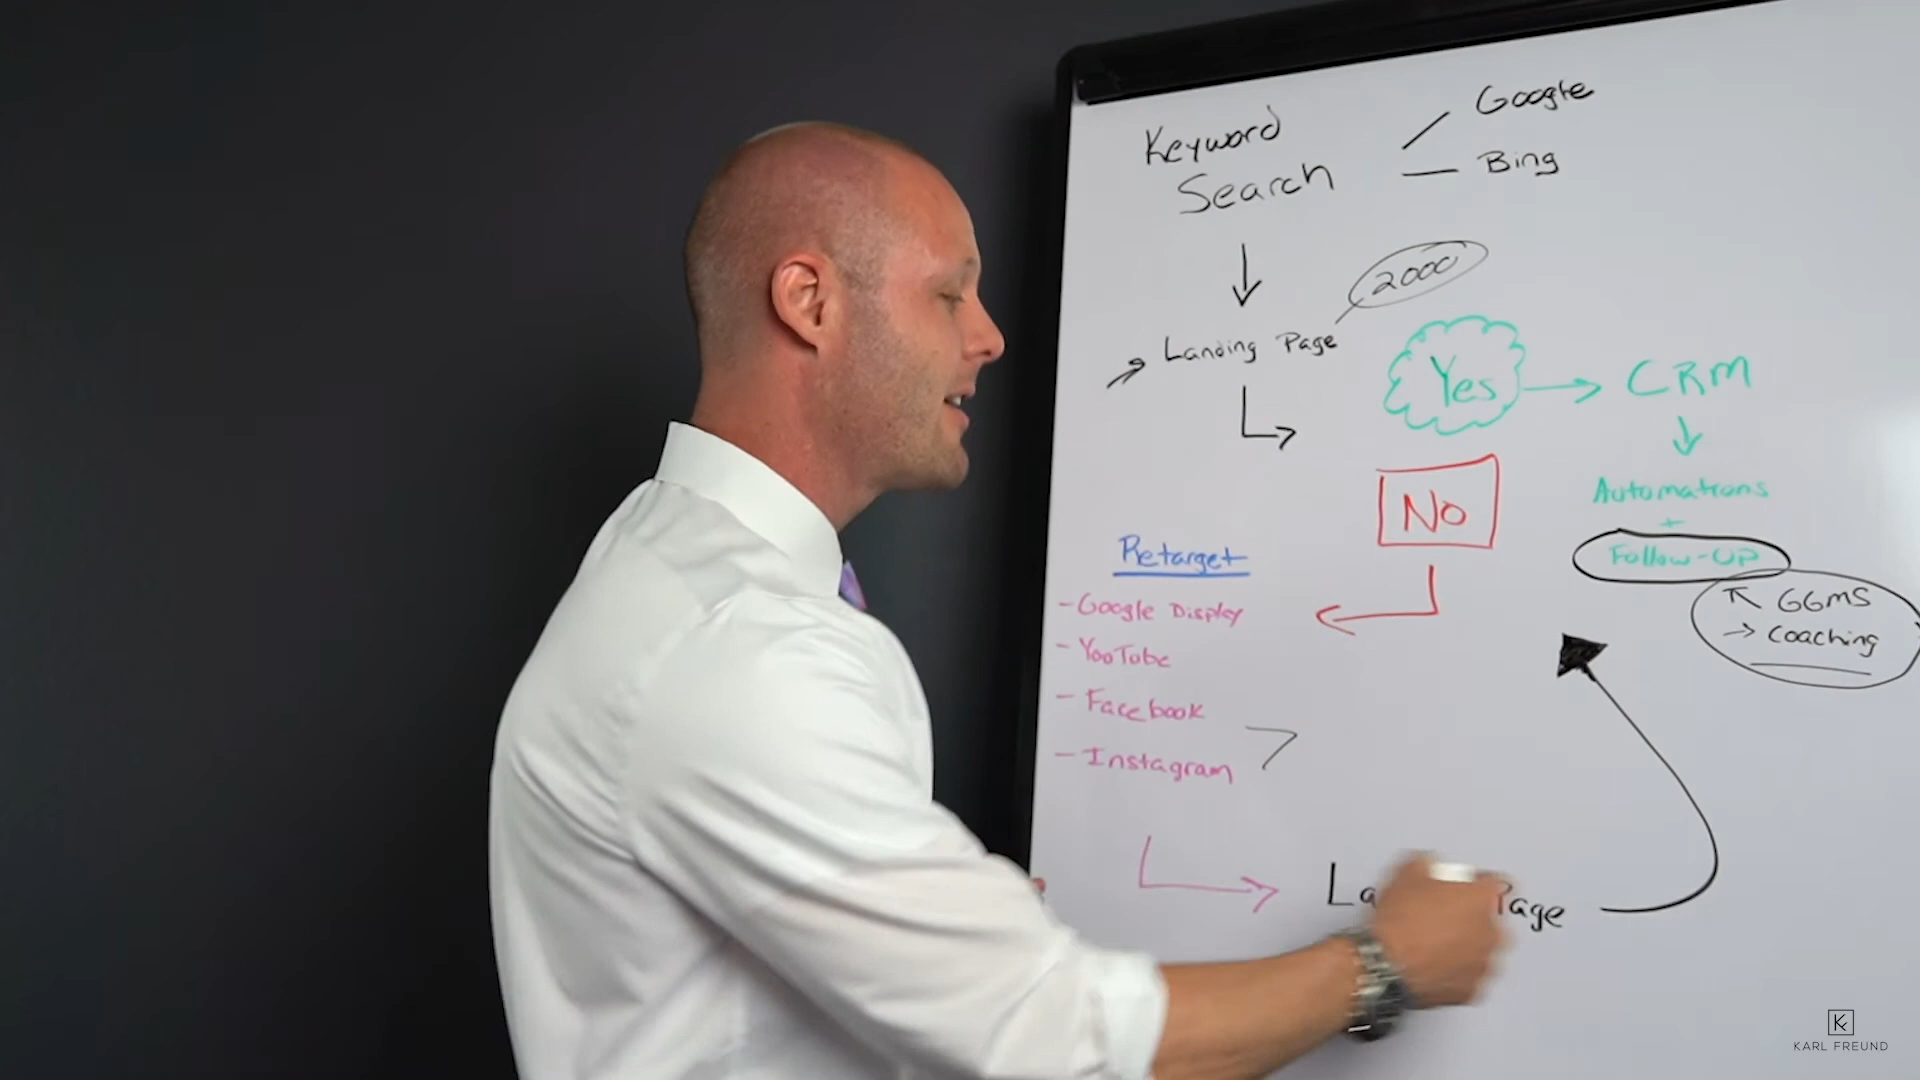 Keyword
Search
Google
Bing
2000
Landing Page
Yes
CRM
Automations
+
Follow-UP
GGMS
Coaching
No
Retarget
- Google Display
- YouTube
- Facebook
- Instagram
Page
KARL FREUND